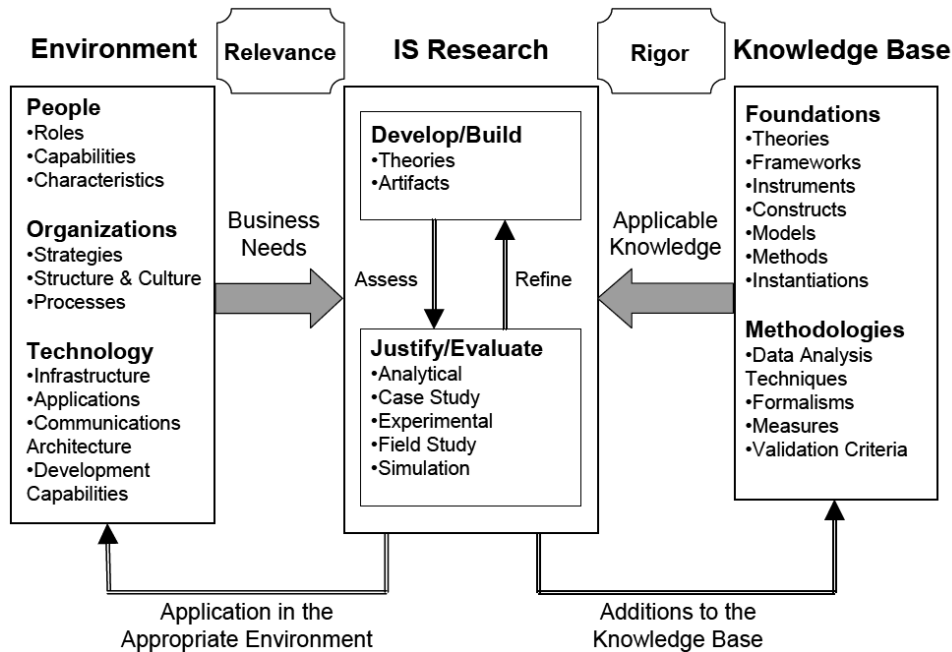 Environment
Relevance
IS Research
Rigor
Knowledge Base
People
•Roles
•Capabilities
•Characteristics
Organizations
•Strategies
•Structure & Culture
•Processes
Technology
•Infrastructure
•Applications
•Communications
Architecture
•Development
Capabilities
Business
Needs
Develop/Build
•Theories
•Artifacts
Assess
Refine
Justify/Evaluate
•Analytical
•Case Study
•Experimental
•Field Study
•Simulation
Applicable
Knowledge
Foundations
•Theories
•Frameworks
•Instruments
•Constructs
•Models
•Methods
•Instantiations
Methodologies
•Data Analysis
Techniques
•Formalisms
•Measures
•Validation Criteria
Application in the
Appropriate Environment
Additions to the
Knowledge Base